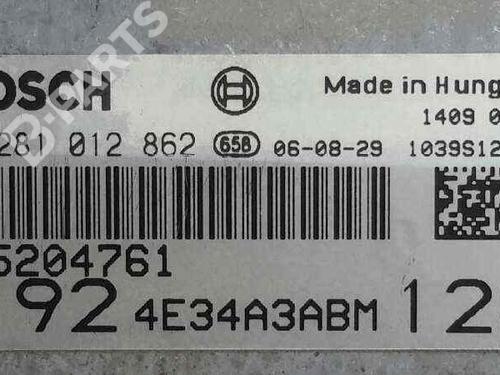 OSCH
Made in Hung
1409 0
281 012 862 658 06-08-29 1039S12
5204761
92 4E34A3ABM 12
B-PARTS